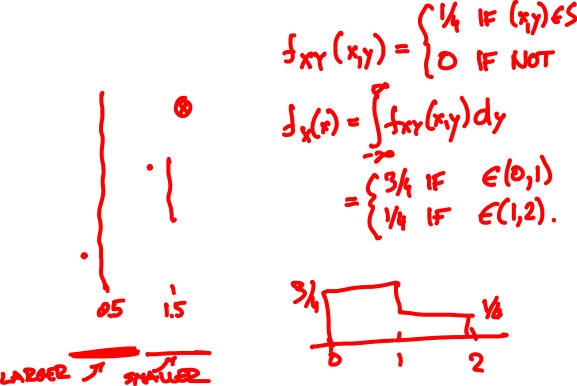 f_XY(x,y) = { 1/4 IF (x,y) ∈ S
0 IF NOT
f_X(x) = ∫_{-∞}^{∞} f_XY(x,y) dy
= { 3/4 IF ∈ (0,1)
1/4 IF ∈ (1,2).
0.5 1.5
LARGER SMALLER
3/4 1/4
0 1 2